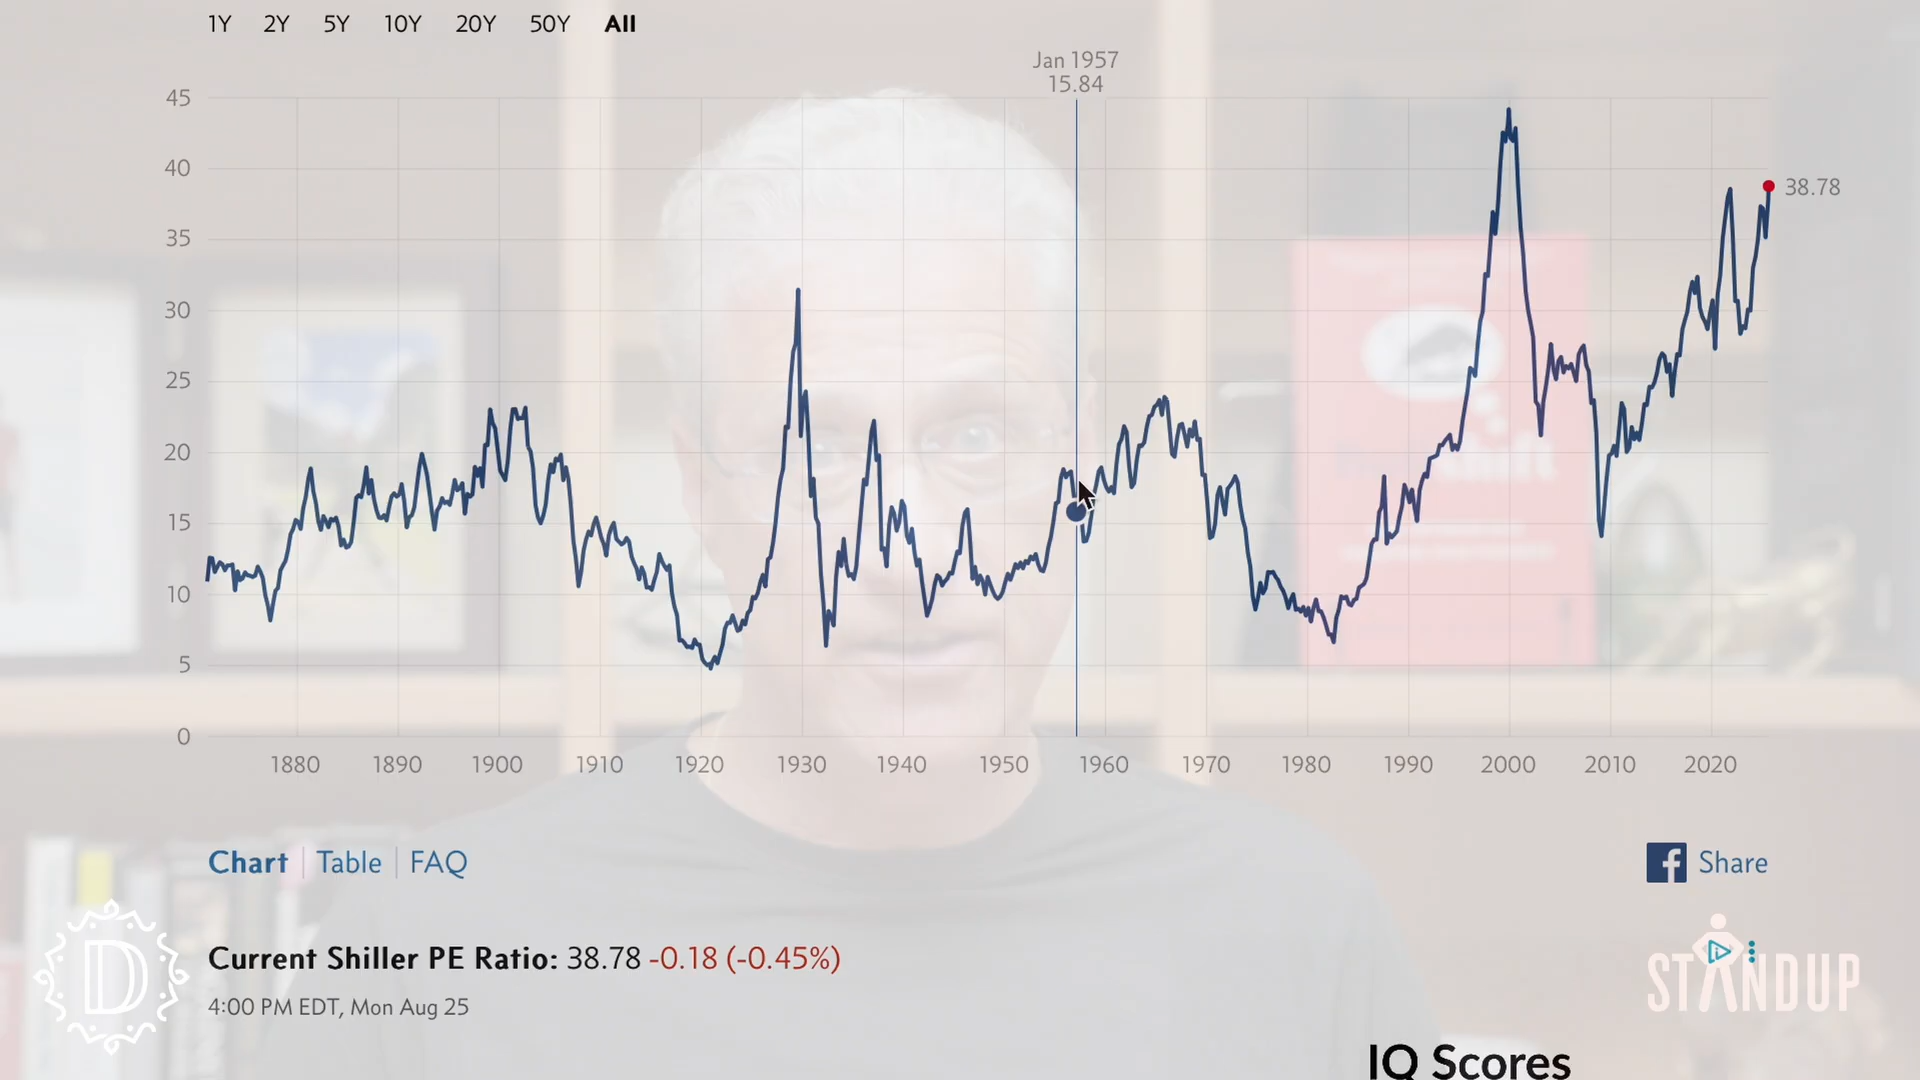 1Y 2Y 5Y 10Y 20Y 50Y All
Jan 1957
15.84
45
40
38.78
35
30
25
20
15
10
5
0
1880 1890 1900 1910 1920 1930 1940 1950 1960 1970 1980 1990 2000 2010 2020
Chart | Table | FAQ
Share
Current Shiller PE Ratio: 38.78 -0.18 (-0.45%)
4:00 PM EDT, Mon Aug 25
D
STANDUP
IQ Scores